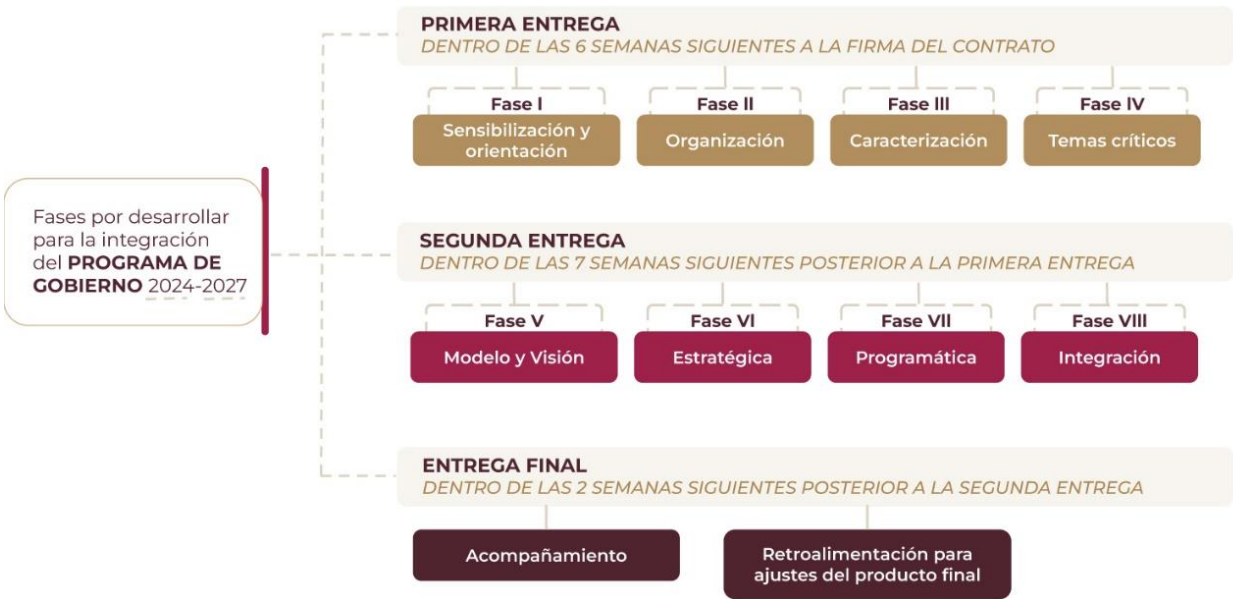 Fases por desarrollar
para la integración
del PROGRAMA DE
GOBIERNO 2024-2027
PRIMERA ENTREGA
DENTRO DE LAS 6 SEMANAS SIGUIENTES A LA FIRMA DEL CONTRATO
Fase I
Sensibilización y
orientación
Fase II
Organización
Fase III
Caracterización
Fase IV
Temas críticos
SEGUNDA ENTREGA
DENTRO DE LAS 7 SEMANAS SIGUIENTES POSTERIOR A LA PRIMERA ENTREGA
Fase V
Modelo y Visión
Fase VI
Estratégica
Fase VII
Programática
Fase VIII
Integración
ENTREGA FINAL
DENTRO DE LAS 2 SEMANAS SIGUIENTES POSTERIOR A LA SEGUNDA ENTREGA
Acompañamiento
Retroalimentación para
ajustes del producto final